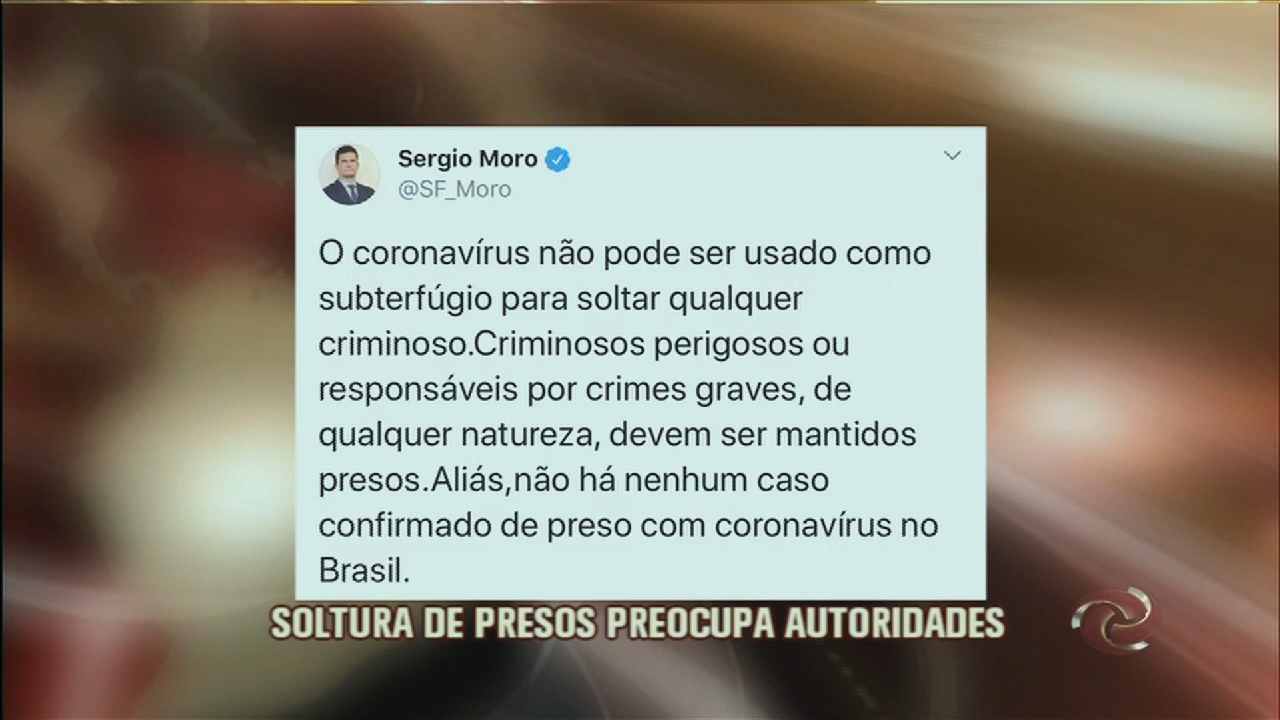 Sergio Moro
@SF_Moro
O coronavírus não pode ser usado como
subterfúgio para soltar qualquer
criminoso.Criminosos perigosos ou
responsáveis por crimes graves, de
qualquer natureza, devem ser mantidos
presos.Aliás,não há nenhum caso
confirmado de preso com coronavírus no
Brasil.
SOLTURA DE PRESOS PREOCUPA AUTORIDADES